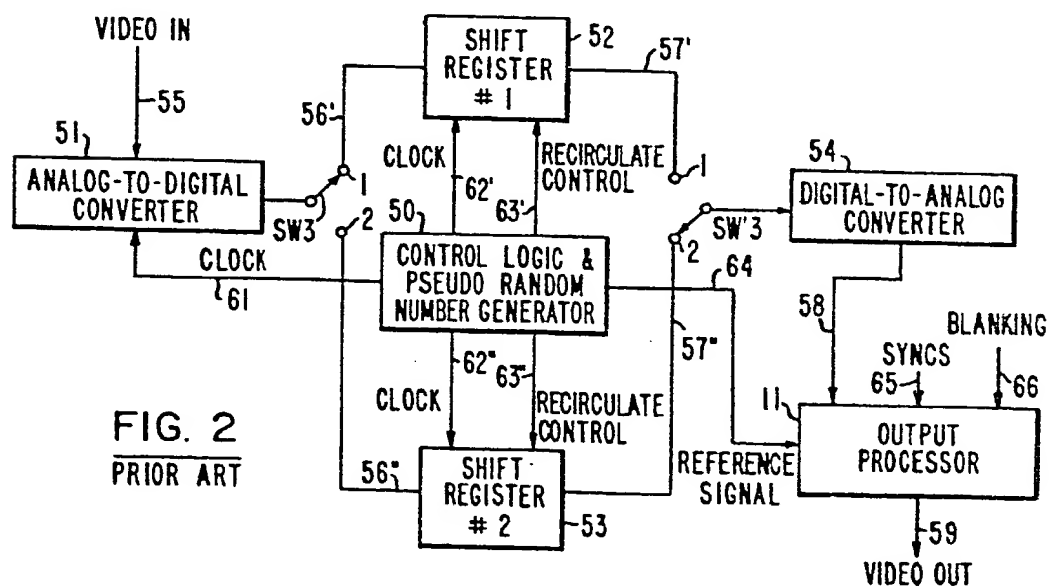 VIDEO IN
55
51
ANALOG-TO-DIGITAL
CONVERTER
CLOCK
61
SW3
1
2
56'
SHIFT
REGISTER
# 1
52
57'
CLOCK
62'
RECIRCULATE
CONTROL
63'
50
CONTROL LOGIC &
PSEUDO RANDOM
NUMBER GENERATOR
62"
CLOCK
63"
RECIRCULATE
CONTROL
56"
SHIFT
REGISTER
# 2
53
1
2
SW'3
57"
64
54
DIGITAL-TO-ANALOG
CONVERTER
58
SYNCS
65
BLANKING
66
11
REFERENCE
SIGNAL
OUTPUT
PROCESSOR
59
VIDEO OUT
FIG. 2
PRIOR ART